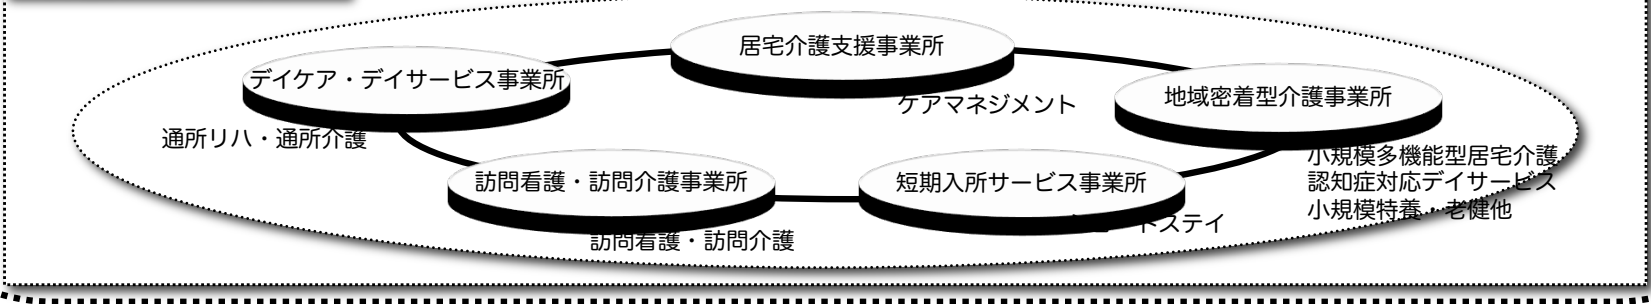 居宅介護支援事業所
ケアマネジメント
デイケア・デイサービス事業所
通所リハ・通所介護
地域密着型介護事業所
小規模多機能型居宅介護
認知症対応デイサービス
小規模特養・老健他
訪問看護・訪問介護事業所
訪問看護・訪問介護
短期入所サービス事業所
トステイ